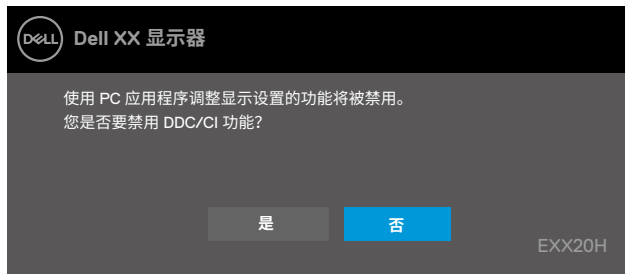 DELL Dell XX 显示器
使用 PC 应用程序调整显示设置的功能将被禁用。
您是否要禁用 DDC/CI 功能？
是 否
EXX20H